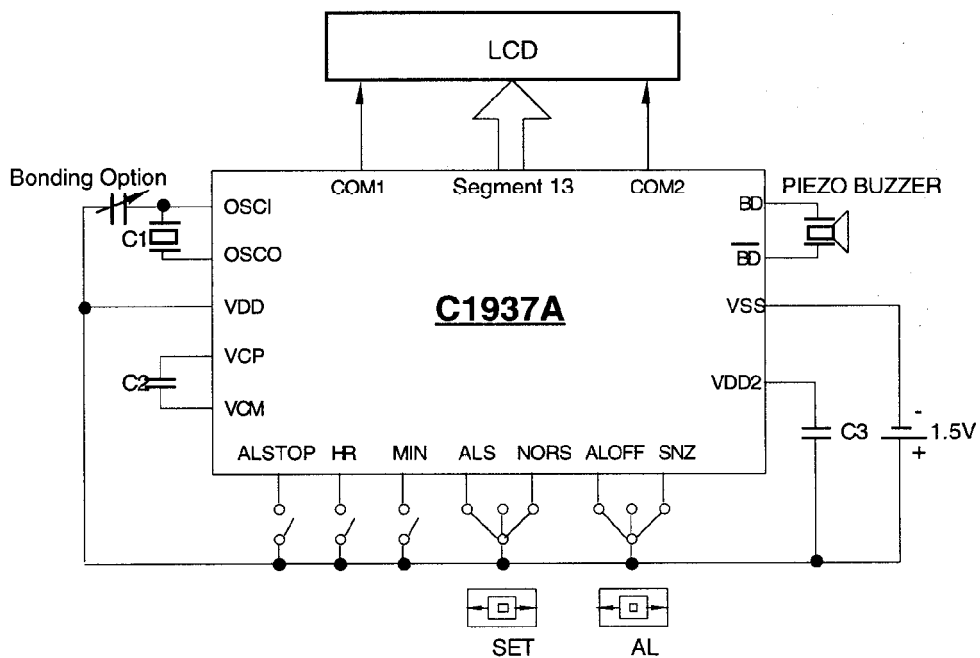 LCD
Bonding Option
COM1 Segment 13 COM2
PIEZO BUZZER
OSCI
BD
C1
OSCO
BD
VDD
C1937A
VSS
VCP
C2
VDD2
VCM
C3
-
1.5V
+
ALSTOP HR MIN ALS NORS ALOFF SNZ
SET
AL